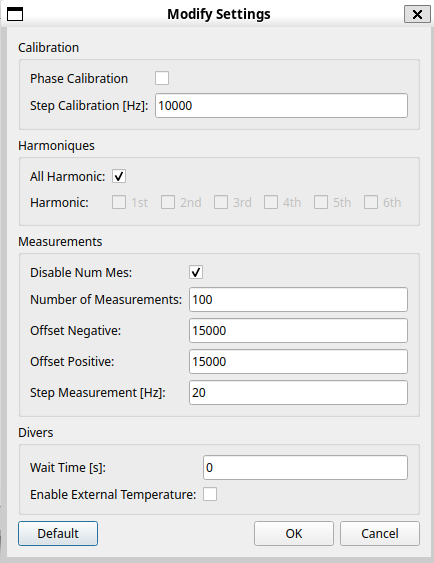 Modify Settings
Calibration
Phase Calibration
Step Calibration [Hz]: 10000
Harmoniques
All Harmonic:
Harmonic: 1st 2nd 3rd 4th 5th 6th
Measurements
Disable Num Mes:
Number of Measurements: 100
Offset Negative: 15000
Offset Positive: 15000
Step Measurement [Hz]: 20
Divers
Wait Time [s]: 0
Enable External Temperature:
Default OK Cancel